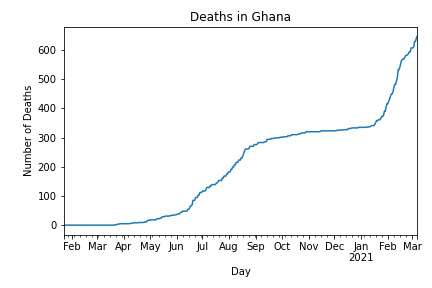 Deaths in Ghana
Number of Deaths
600
500
400
300
200
100
0
Feb Mar Apr May Jun Jul Aug Sep Oct Nov Dec Jan Feb Mar
2021
Day